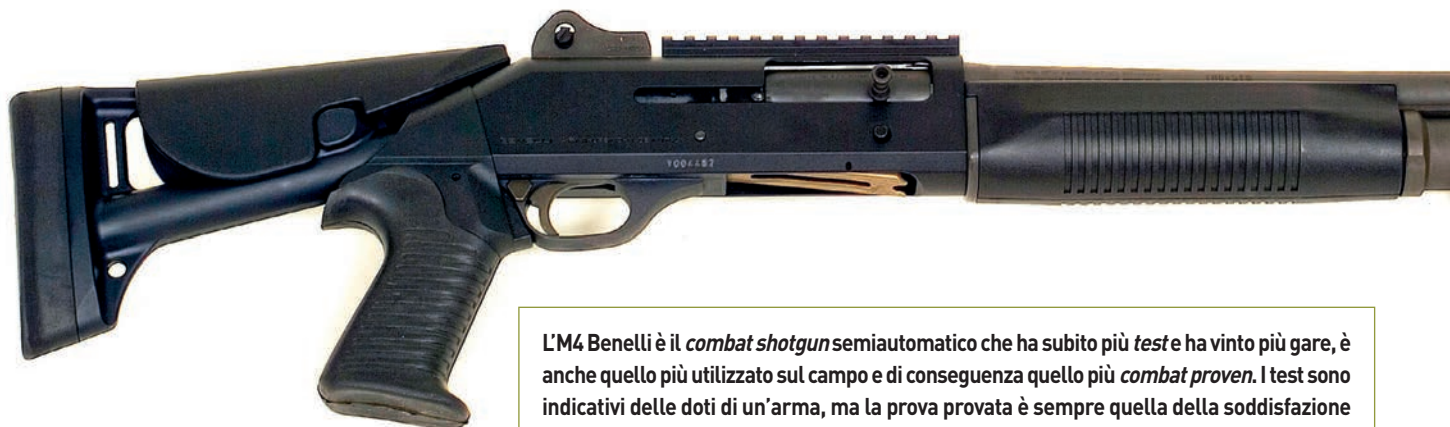 L'M4 Benelli è il combat shotgun semiautomatico che ha subito più test e ha vinto più gare, è
anche quello più utilizzato sul campo e di conseguenza quello più combat proven. I test sono
indicativi delle doti di un'arma, ma la prova provata è sempre quella della soddisfazione